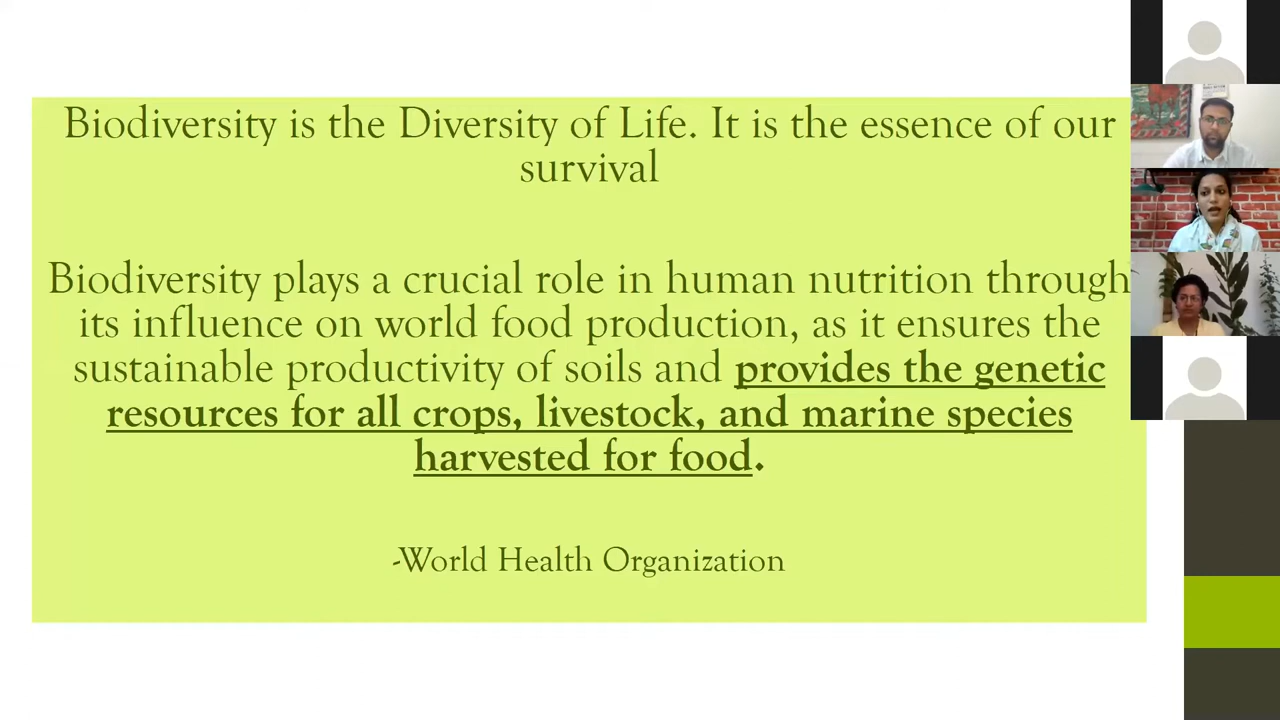 Biodiversity is the Diversity of Life. It is the essence of our
survival
Biodiversity plays a crucial role in human nutrition through
its influence on world food production, as it ensures the
sustainable productivity of soils and provides the genetic
resources for all crops, livestock, and marine species
harvested for food.
-World Health Organization